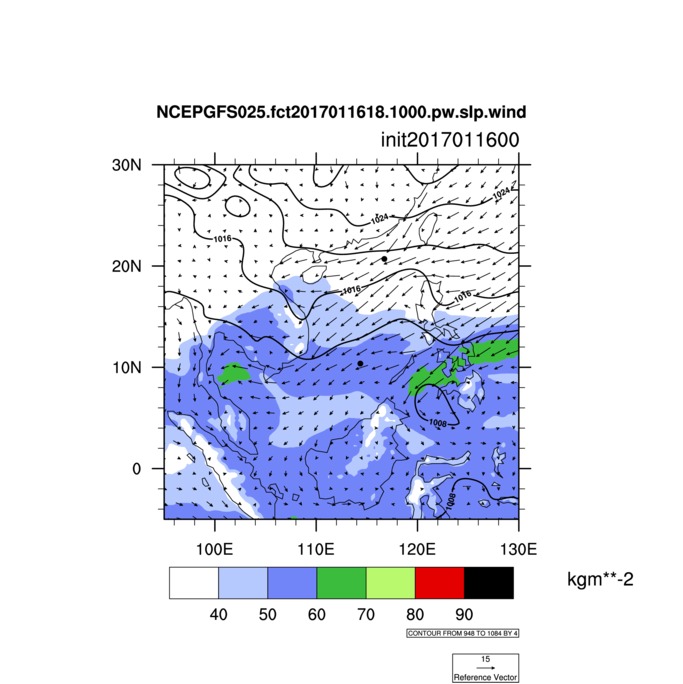 NCEPGFS025.fct2017011618.1000.pw.slp.wind
init2017011600
30N
1024
1024
1016
20N
1016
1016
10N
1008
0
1008
100E 110E 120E 130E
kgm**-2
40 50 60 70 80 90
CONTOUR FROM 948 TO 1084 BY 4
15
Reference Vector